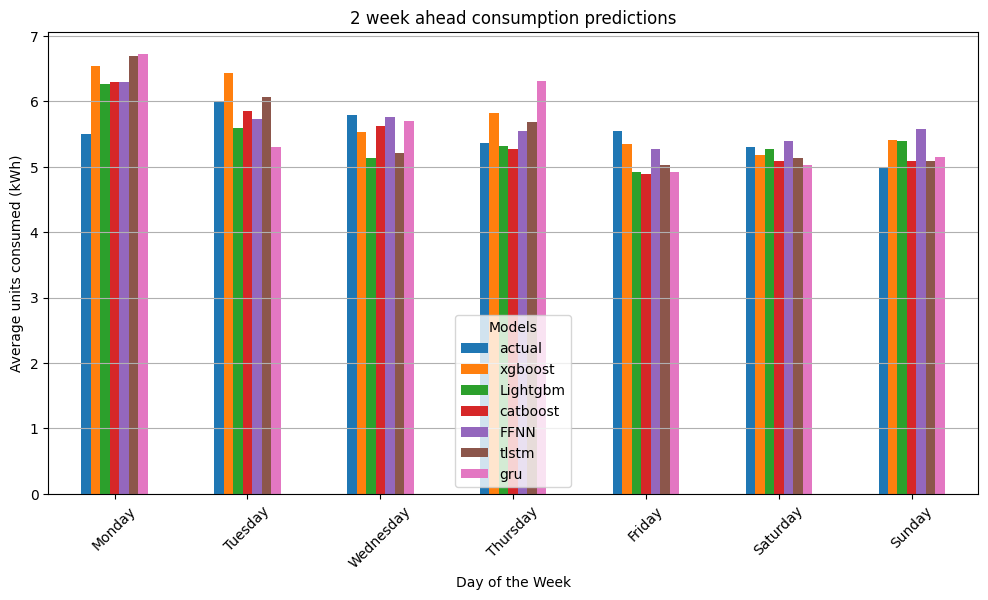 2 week ahead consumption predictions
Average units consumed (kWh)
7
6
5
4
3
2
1
0
Models
actual
xgboost
Lightgbm
catboost
FFNN
tlstm
gru
Monday
Tuesday
Wednesday
Thursday
Friday
Saturday
Sunday
Day of the Week